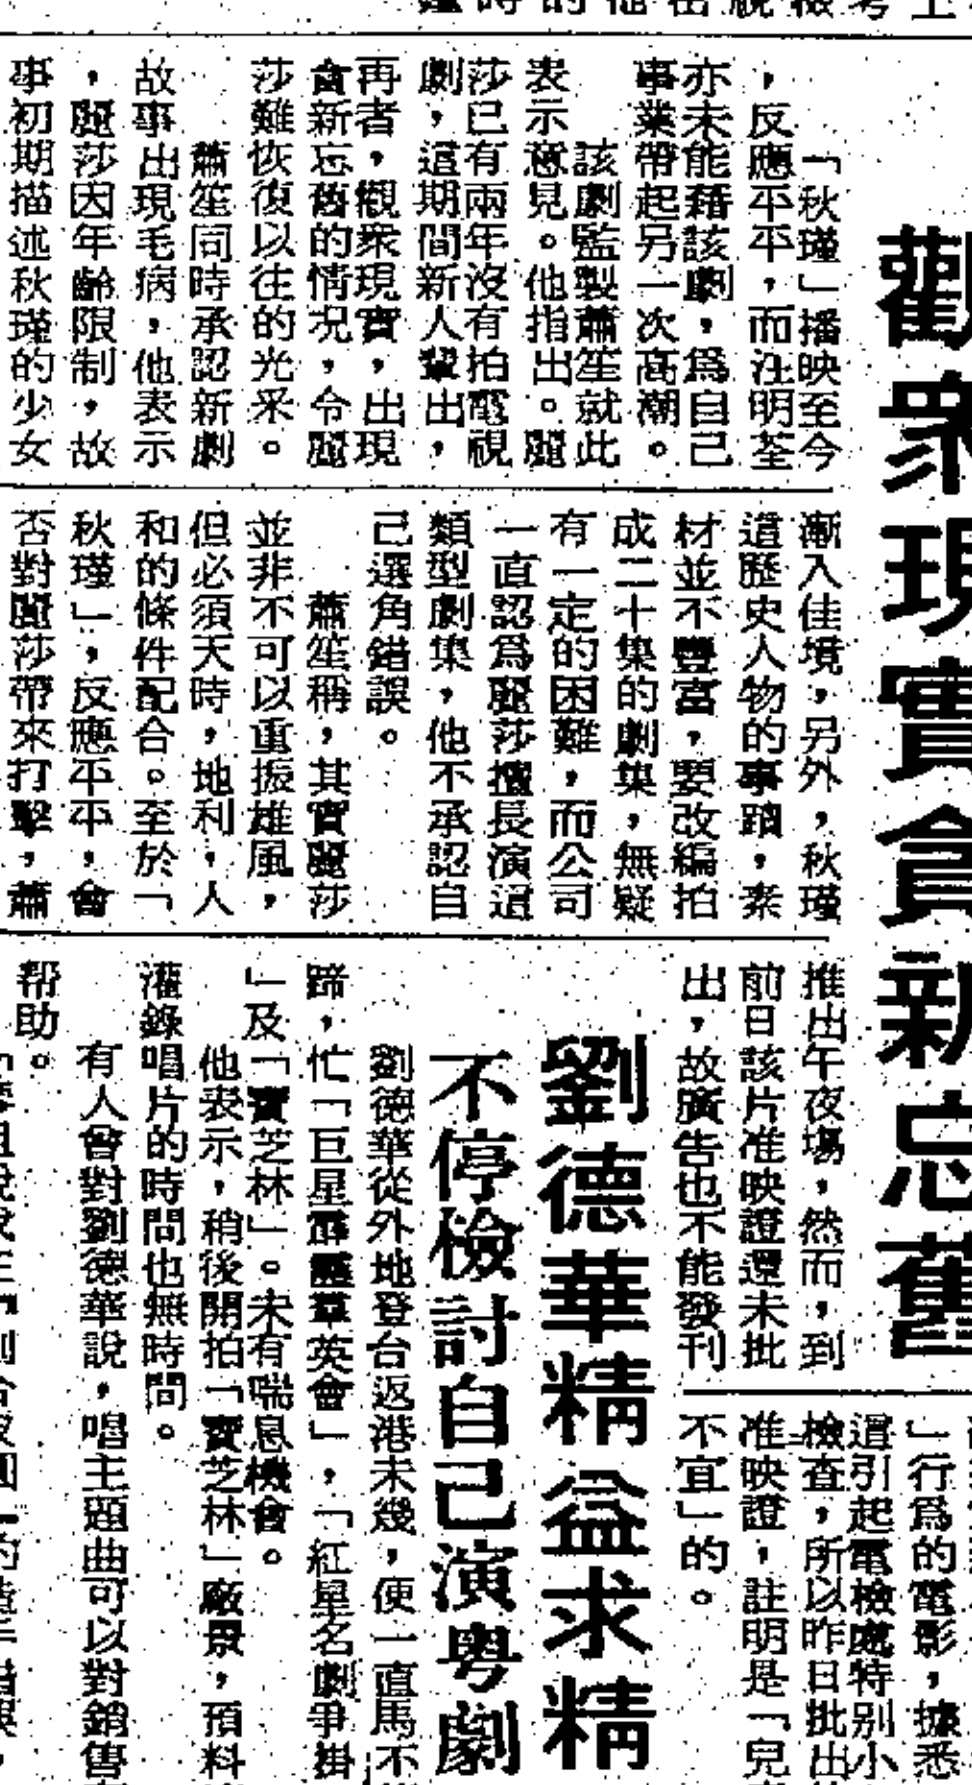 觀眾現實貪新忘舊
「秋瑾」播映至今
，反應平平，而汪明荃
亦未能藉該劇，爲自己
事業帶起另一次高潮。
該劇監製蕭笙就此
表示意見。他指出。麗
莎已有兩年沒有拍電視
劇，這期間新人輩出，
再者，觀衆現實，出現
貪新忘舊的情況，令麗
莎難恢復以往的光采。
蕭笙同時承認新劇
故事出現毛病，他表示
，麗莎因年齡限制，故
事初期描述秋瑾的少女
漸入佳境，另外，秋瑾
這歷史人物的事蹟，素
材並不豐富，要改編拍
成二十集的劇集，無疑
有一定的困難，而公司
一直認爲麗莎擅長演這
類型劇集，他不承認自
己選角錯誤。
蕭笙稱，其實麗莎
並非不可以重振雄風，
但必須天時，地利，人
和的條件配合。至於「
秋瑾」，反應平平，會
否對麗莎帶來打擊，蕭
推出午夜場，然而，到
前日該片准映證還未批
出，故廣告也不能發刊
劉德華精益求精
不停檢討自己演粵劇
劉德華從外地登台返港未幾，便一直馬不
蹄，忙「巨星霹靂羣英會」，「紅星名劇爭掛
」及「寶芝林」。未有喘息機會。
他表示，稍後開拍「寶芝林」廠景，預料
灌錄唱片的時間也無時間。
有人會對劉德華說，唱主題曲可以對銷售
帮助。
」行爲的電影，據悉
遭引起電檢處特別小
檢查，所以昨日批出
准映證，註明是「兒
不宜」的。